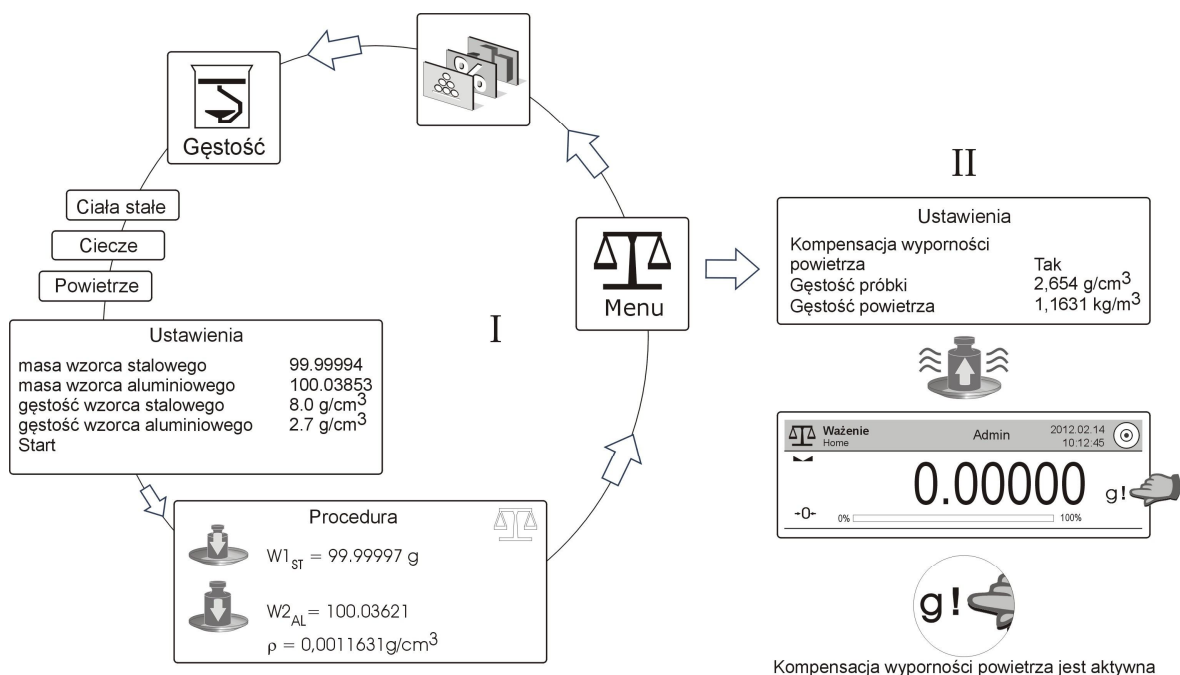 Gęstość
Ciała stałe
Ciecze
Powietrze
Ustawienia
masa wzorca stalowego 99.99994
masa wzorca aluminiowego 100.03853
gęstość wzorca stalowego 8.0 g/cm³
gęstość wzorca aluminiowego 2.7 g/cm³
Start
Procedura
W1ST = 99.99997 g
W2AL = 100.03621
ρ = 0,0011631g/cm³
I
Menu
II
Ustawienia
Kompensacja wyporności
powietrza Tak
Gęstość próbki 2,654 g/cm³
Gęstość powietrza 1,1631 kg/m³
Ważenie Admin 2012.02.14
Home 10:12:45
0.00000 g!
→0← 0% 100%
g!
Kompensacja wyporności powietrza jest aktywna